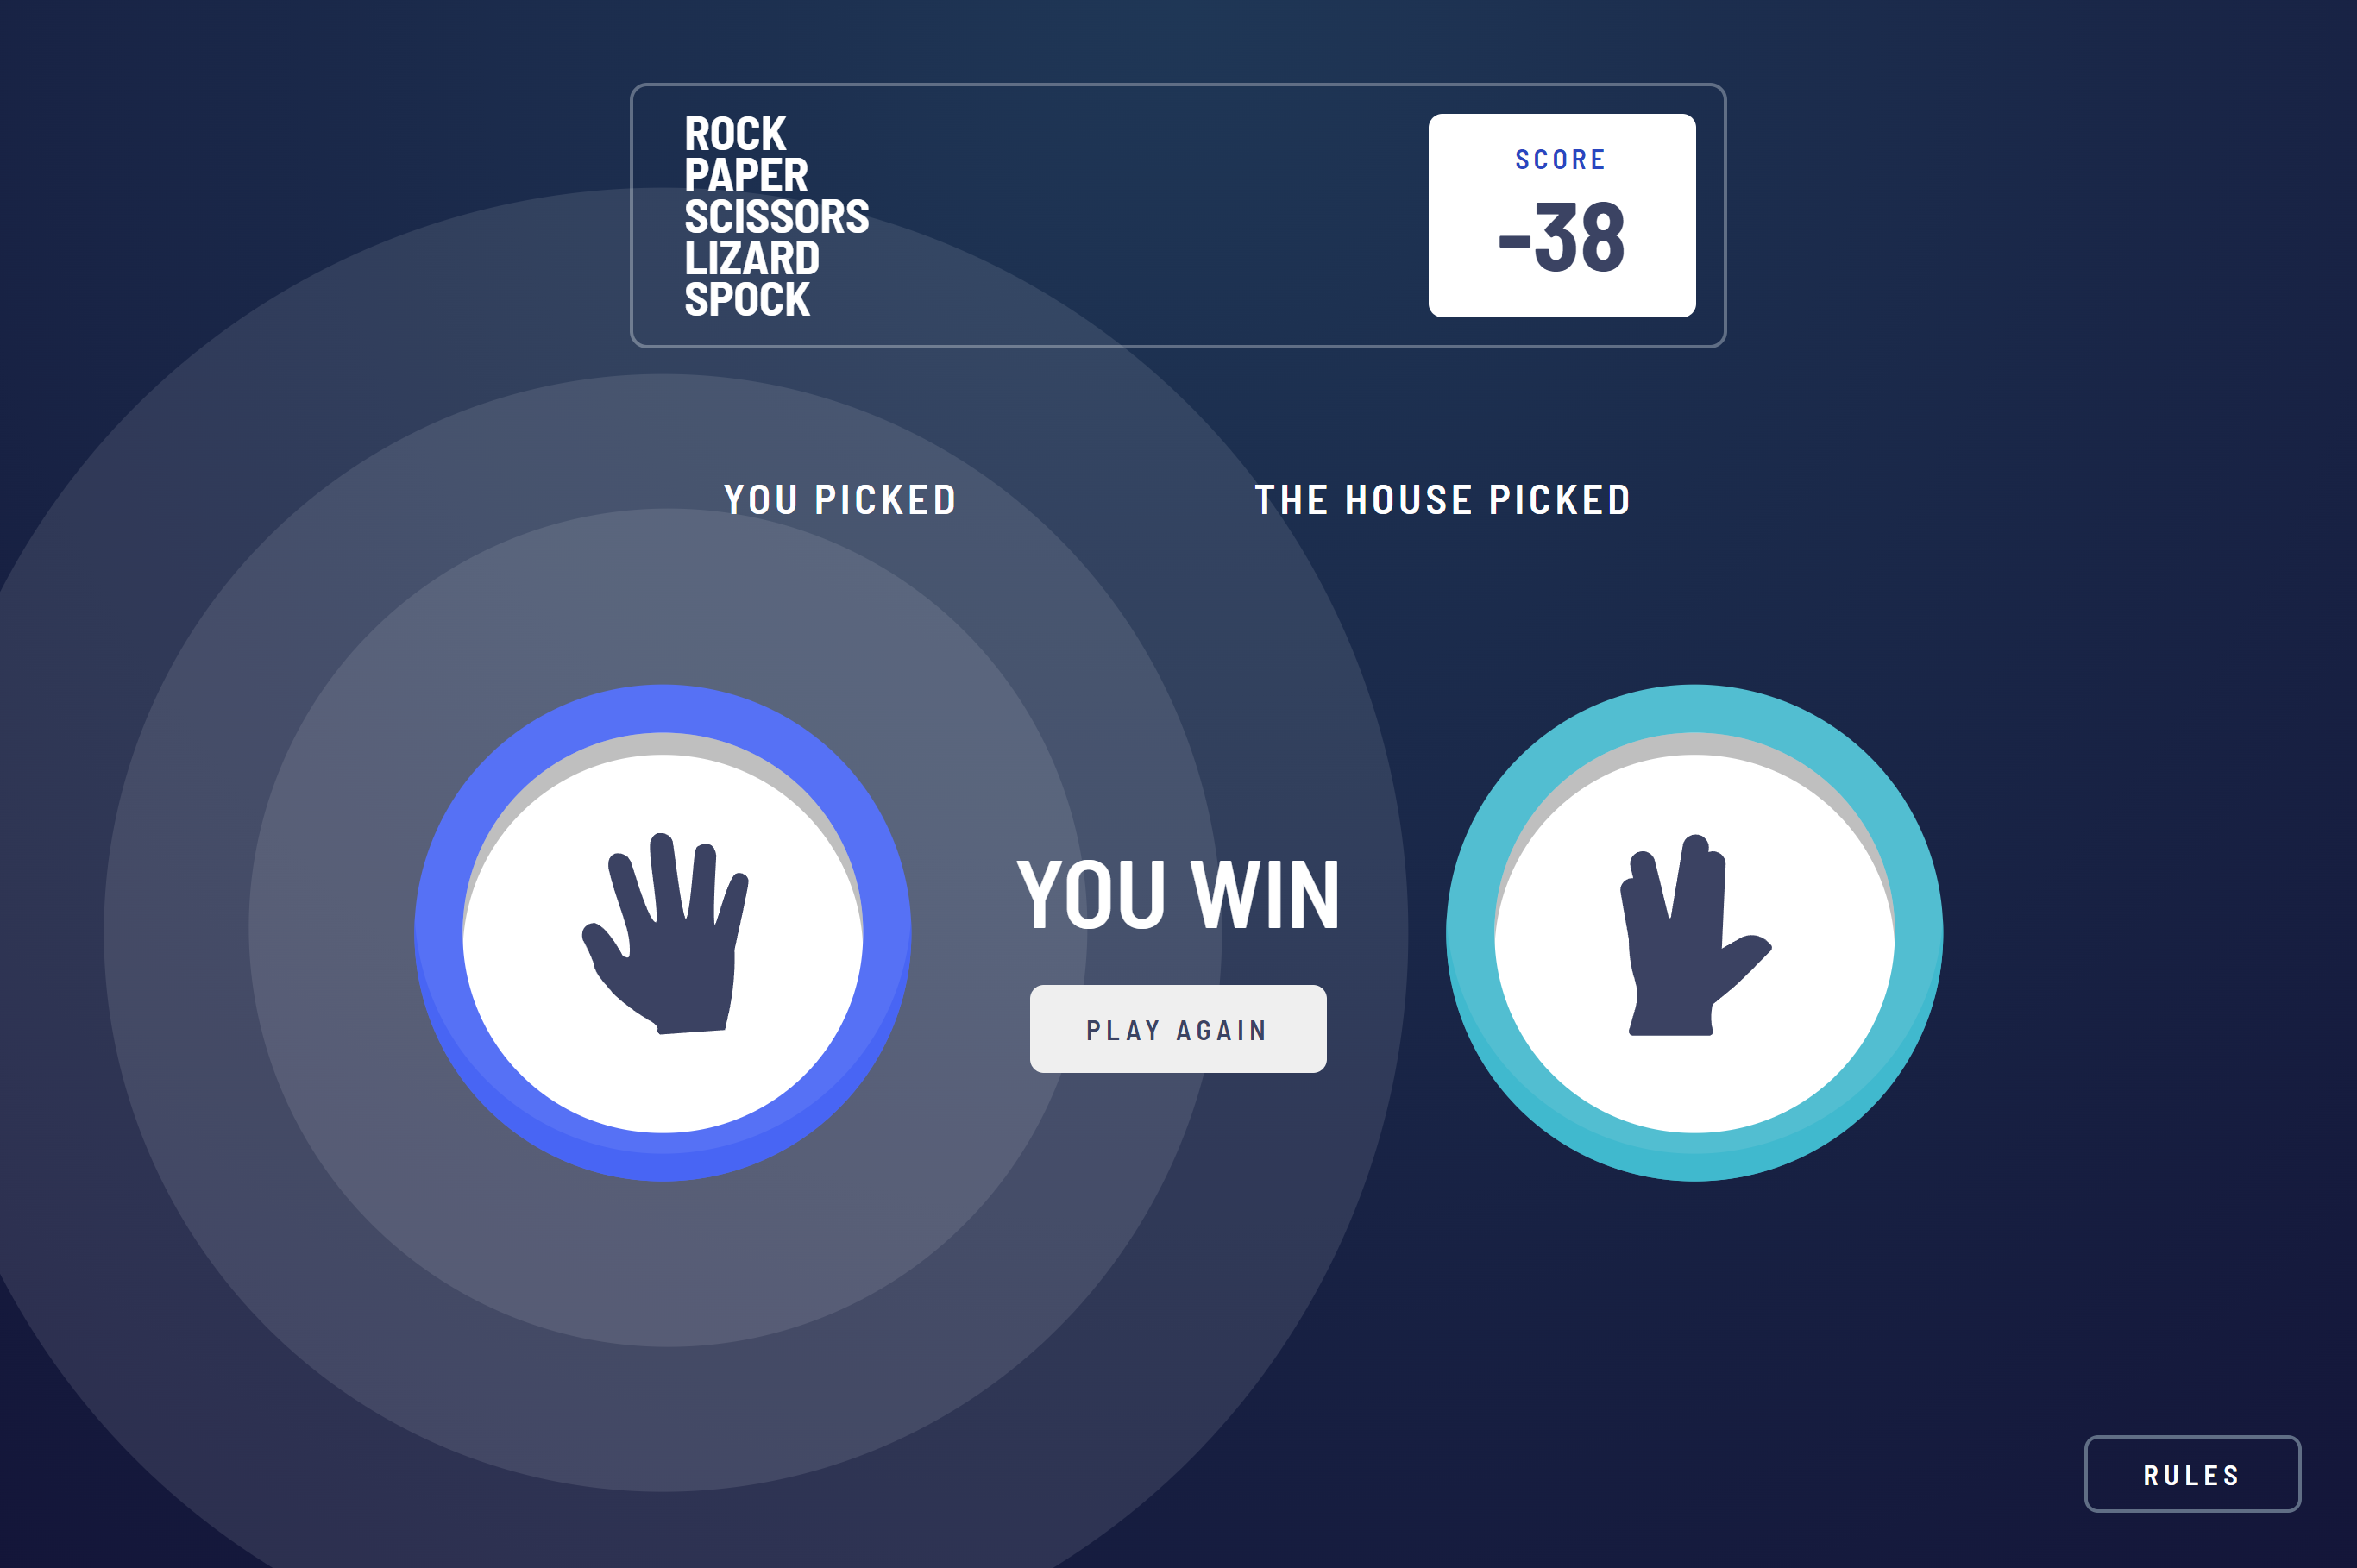 ROCK
PAPER
SCISSORS
LIZARD
SPOCK
SCORE
-38
YOU PICKED
THE HOUSE PICKED
YOU WIN
PLAY AGAIN
RULES